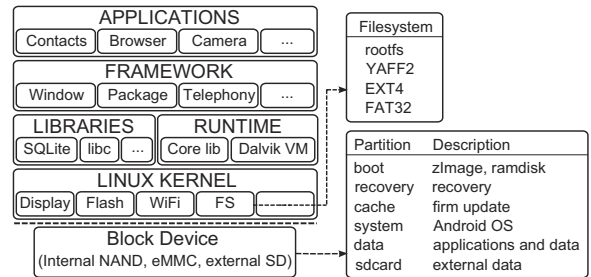 APPLICATIONS
Contacts Browser Camera ...
FRAMEWORK
Window Package Telephony ...
LIBRARIES
SQLite libc ...
RUNTIME
Core lib Dalvik VM
LINUX KERNEL
Display Flash WiFi FS
Block Device
(Internal NAND, eMMC, external SD)
Filesystem
rootfs
YAFF2
EXT4
FAT32
Partition Description
boot zImage, ramdisk
recovery recovery
cache firm update
system Android OS
data applications and data
sdcard external data